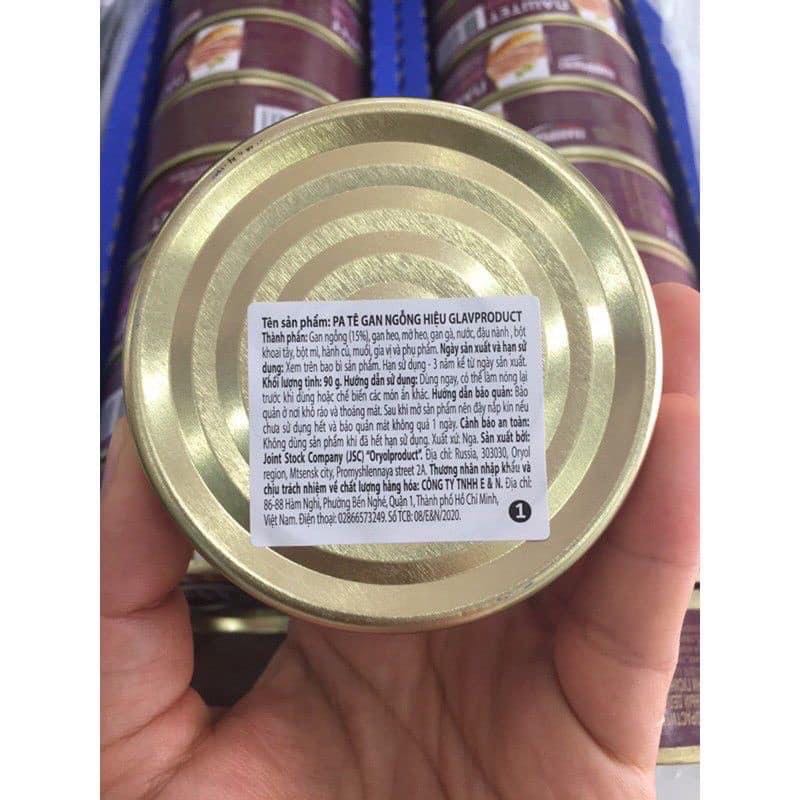 ПАШТЕТ
Tên sản phẩm: PA TÊ GAN NGỖNG HIỆU GLAVPRODUCT
Thành phần: Gan ngỗng (15%), gan heo, mỡ heo, gan gà, nước, đâu nành , bột
khoai tây, bột mì, hành củ, muối, gia vị và phụ phẩm. Ngày sản xuất và hạn sử
dụng: Xem trên bao bì sản phẩm. Hạn sử dụng - 3 năm kể từ ngày sản xuất.
Khối lượng tịnh: 90 g. Hướng dẫn sử dụng: Dùng ngay, có thể làm nóng lại
trước khi dùng hoặc chế biến các món ăn khác. Hướng dẫn bảo quản: Bảo
quản ở nơi khô ráo và thoáng mát. Sau khi mở sản phẩm nên đậy nắp kín nếu
chưa sử dụng hết và bảo quản mát không quá 1 ngày. Cảnh báo an toàn:
Không dùng sản phẩm khi đã hết hạn sử dụng. Xuất xứ: Nga. Sản xuất bởi:
Joint Stock Company (JSC) “Oryolproduct”. Địa chỉ: Russia, 303030, Oryol
region, Mtsensk city, Promyshlennaya street 2A. Thương nhân nhập khẩu và
chịu trách nhiệm về chất lượng hàng hóa: CÔNG TY TNHH E & N. Địa chỉ:
86-88 Hàm Nghi, Phường Bến Nghé, Quận 1, Thành phố Hồ Chí Minh,
Việt Nam. Điện thoại: 02866573249. Số TCB: 08/E&N/2020.
1